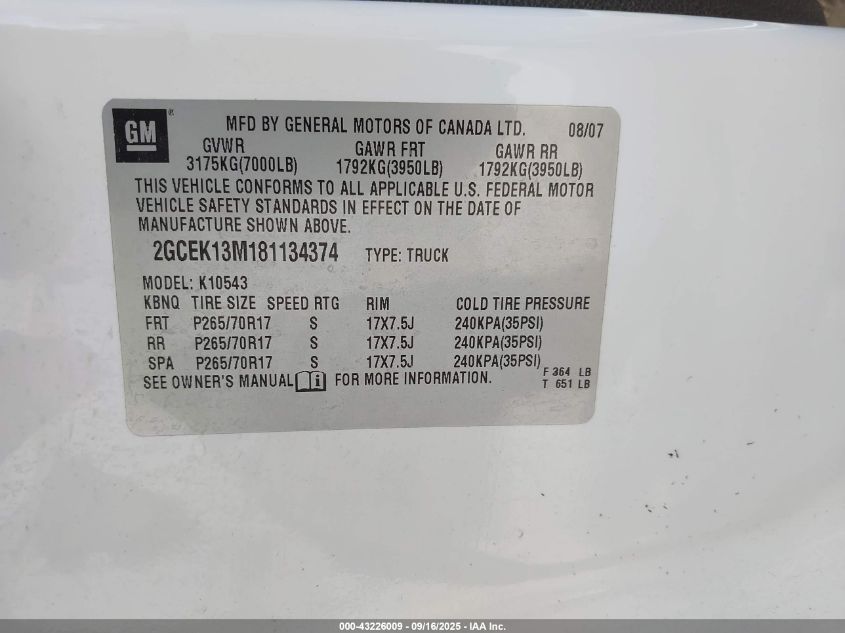 GM ®
MFD BY GENERAL MOTORS OF CANADA LTD. 08/07
GVWR GAWR FRT GAWR RR
3175KG(7000LB) 1792KG(3950LB) 1792KG(3950LB)
THIS VEHICLE CONFORMS TO ALL APPLICABLE U.S. FEDERAL MOTOR
VEHICLE SAFETY STANDARDS IN EFFECT ON THE DATE OF
MANUFACTURE SHOWN ABOVE.
2GCEK13M181134374 TYPE: TRUCK
MODEL: K10543
KBNQ TIRE SIZE SPEED RTG RIM COLD TIRE PRESSURE
FRT P265/70R17 S 17X7.5J 240KPA(35PSI)
RR P265/70R17 S 17X7.5J 240KPA(35PSI)
SPA P265/70R17 S 17X7.5J 240KPA(35PSI)
SEE OWNER'S MANUAL i FOR MORE INFORMATION.
F 364 LB
T 651 LB
000-43226009 - 09/16/2025 - IAA Inc.